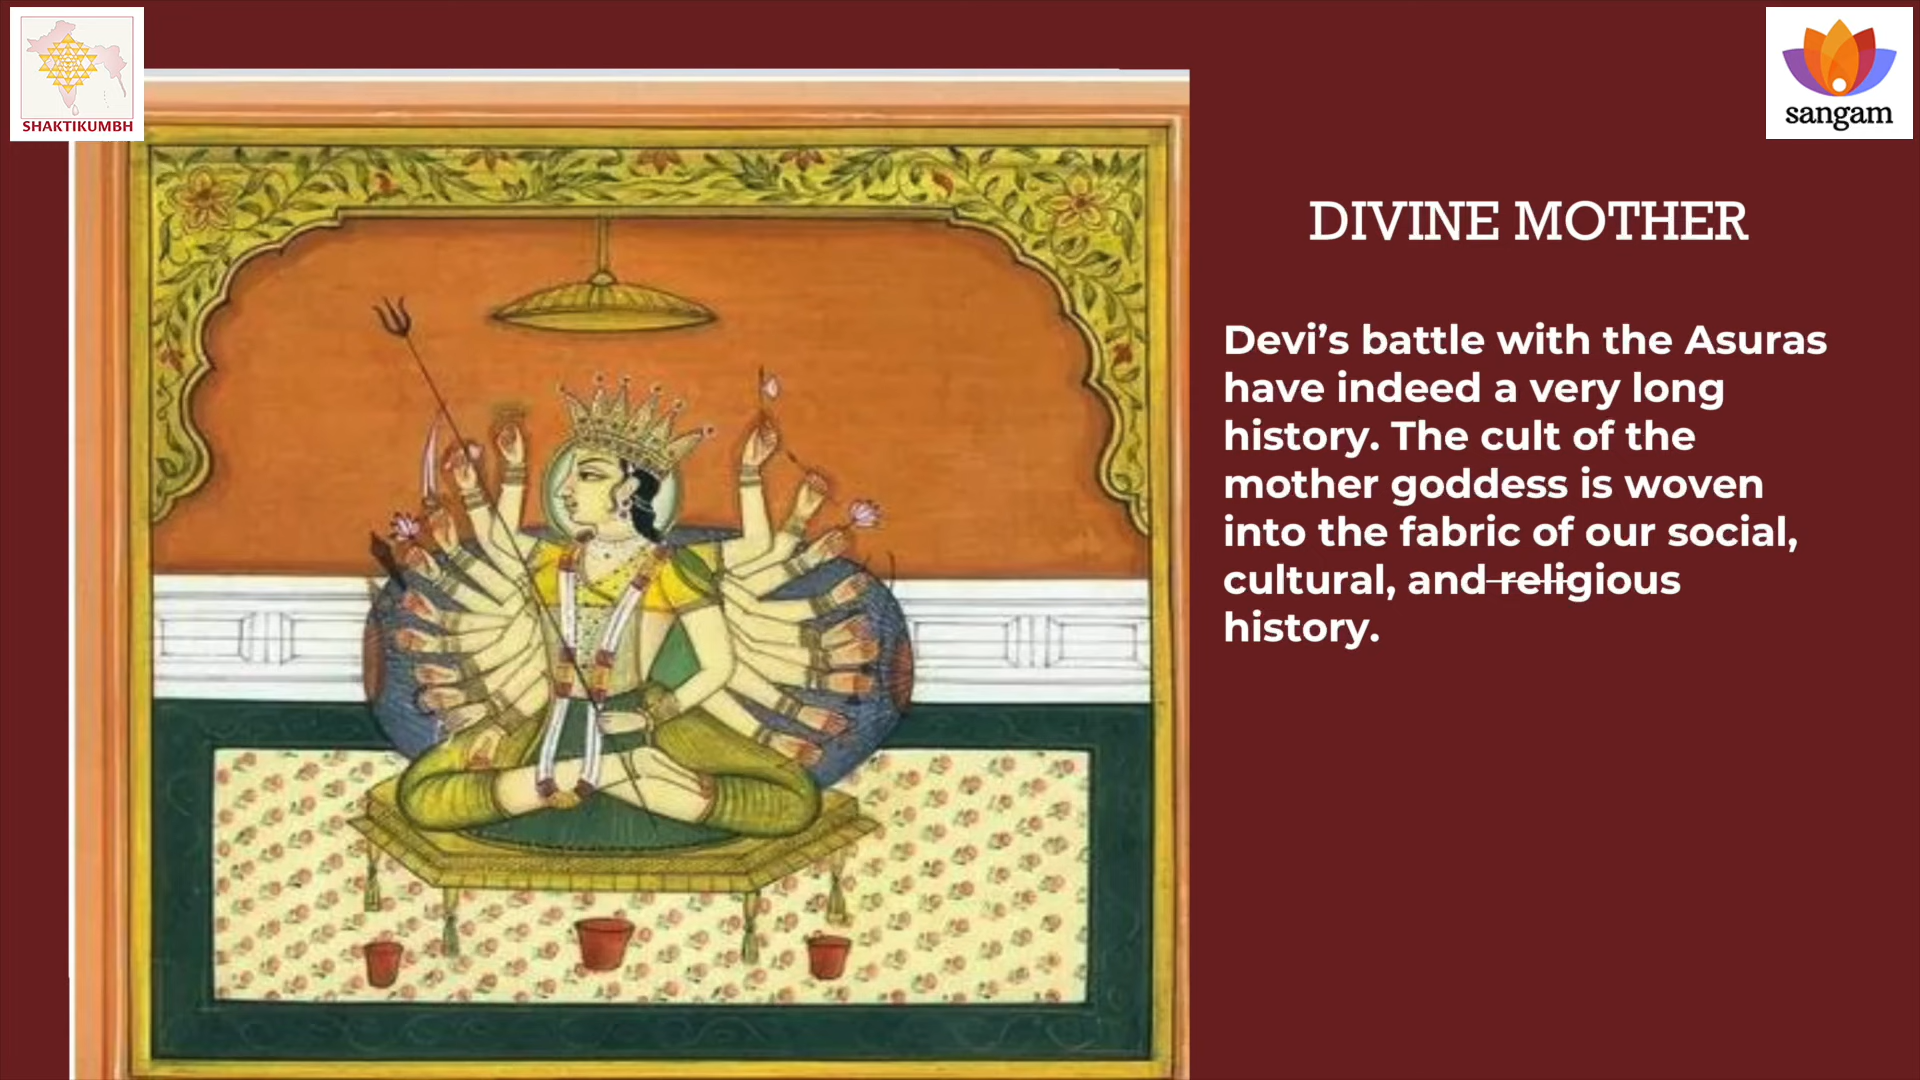 SHAKTIKUMBH
sangam
DIVINE MOTHER
Devi’s battle with the Asuras
have indeed a very long
history. The cult of the
mother goddess is woven
into the fabric of our social,
cultural, and religious
history.